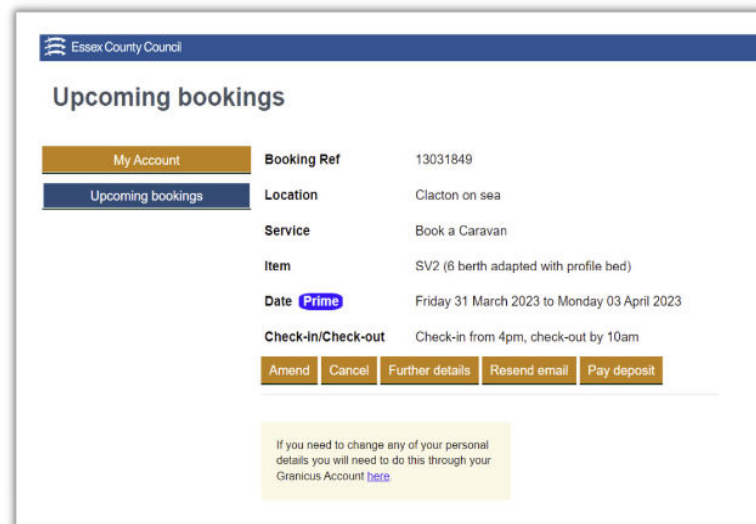 Essex County Council
Upcoming bookings
My Account
Upcoming bookings
Booking Ref 13031849
Location Clacton on sea
Service Book a Caravan
Item SV2 (6 berth adapted with profile bed)
Date Prime Friday 31 March 2023 to Monday 03 April 2023
Check-in/Check-out Check-in from 4pm, check-out by 10am
Amend Cancel Further details Resend email Pay deposit
If you need to change any of your personal
details you will need to do this through your
Granicus Account here.